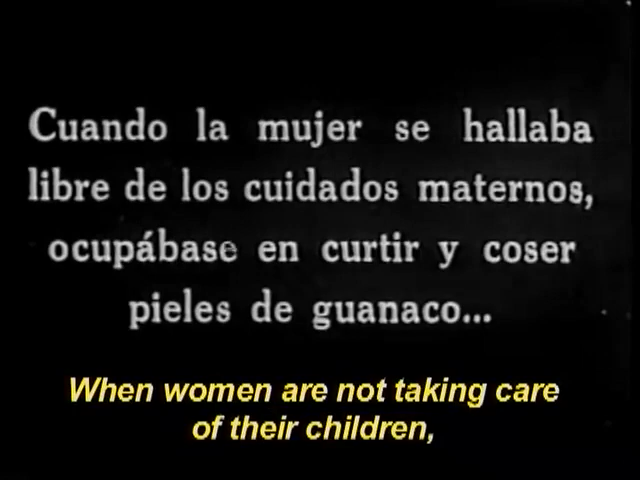 Cuando la mujer se hallaba
libre de los cuidados maternos,
ocupábase en curtir y coser
pieles de guanaco...
When women are not taking care
of their children,